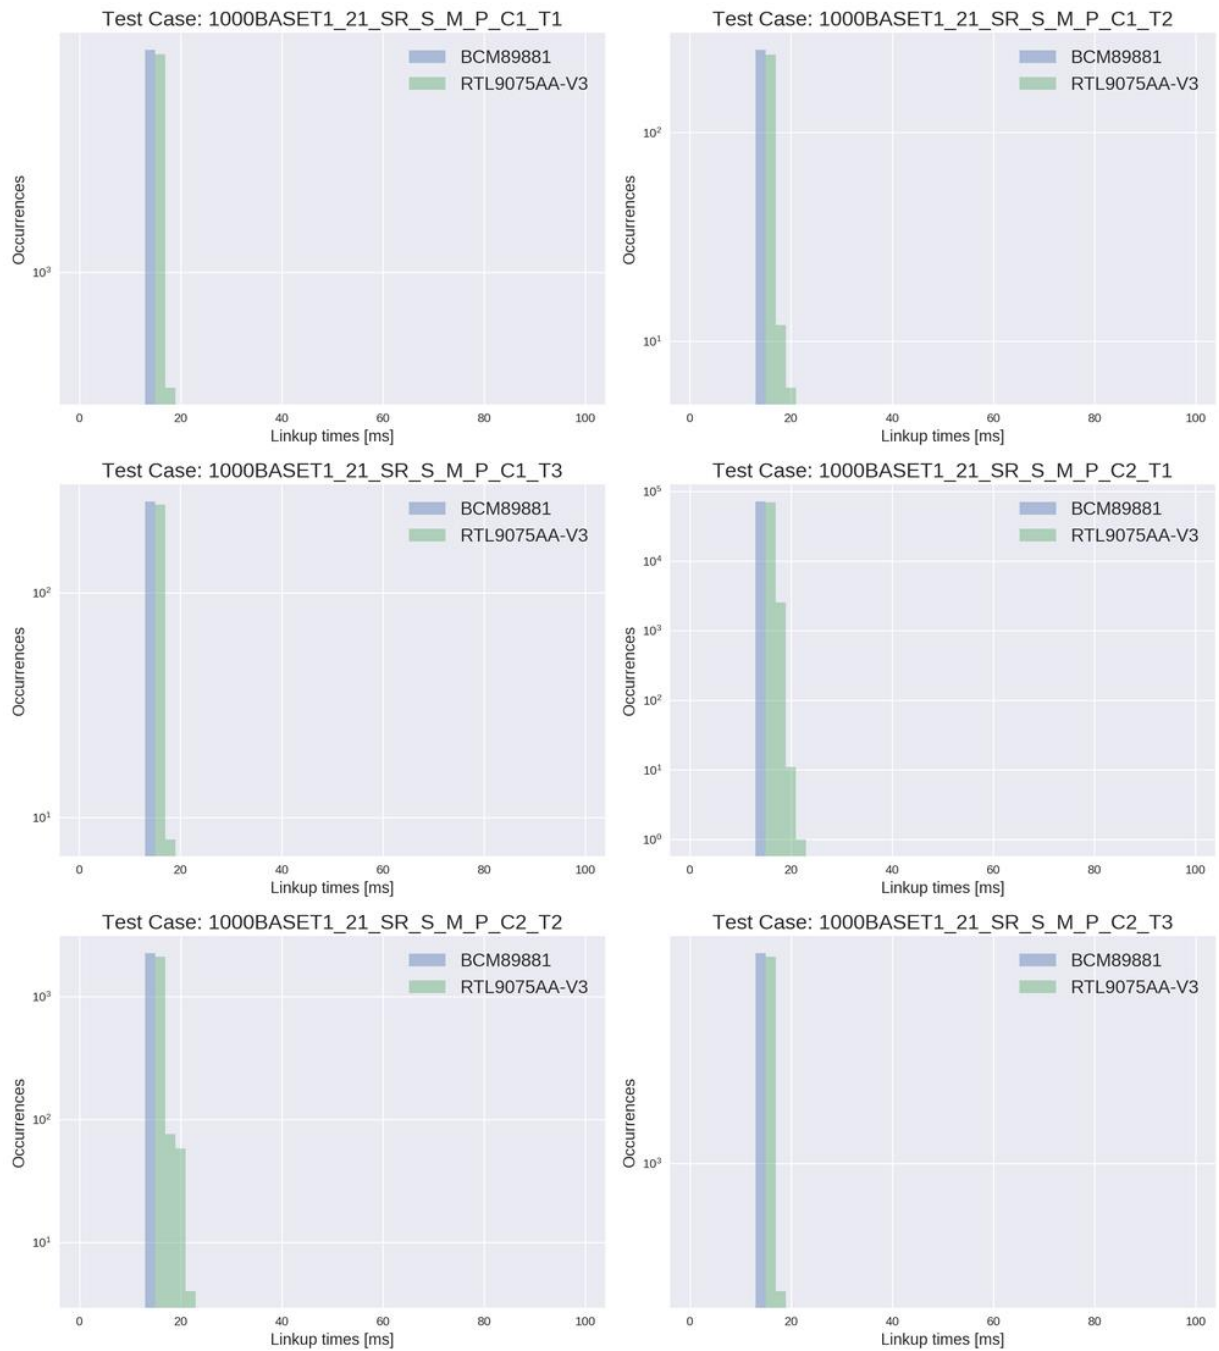 Test Case: 1000BASET1_21_SR_S_M_P_C1_T1
BCM89881
RTL9075AA-V3
Occurrences
10³
0 20 40 60 80 100
Linkup times [ms]
Test Case: 1000BASET1_21_SR_S_M_P_C1_T2
BCM89881
RTL9075AA-V3
Occurrences
10²
10¹
0 20 40 60 80 100
Linkup times [ms]
Test Case: 1000BASET1_21_SR_S_M_P_C1_T3
BCM89881
RTL9075AA-V3
Occurrences
10²
10¹
0 20 40 60 80 100
Linkup times [ms]
Test Case: 1000BASET1_21_SR_S_M_P_C2_T1
BCM89881
RTL9075AA-V3
Occurrences
10⁵
10⁴
10³
10²
10¹
10⁰
0 20 40 60 80 100
Linkup times [ms]
Test Case: 1000BASET1_21_SR_S_M_P_C2_T2
BCM89881
RTL9075AA-V3
Occurrences
10³
10²
10¹
0 20 40 60 80 100
Linkup times [ms]
Test Case: 1000BASET1_21_SR_S_M_P_C2_T3
BCM89881
RTL9075AA-V3
Occurrences
10³
0 20 40 60 80 100
Linkup times [ms]